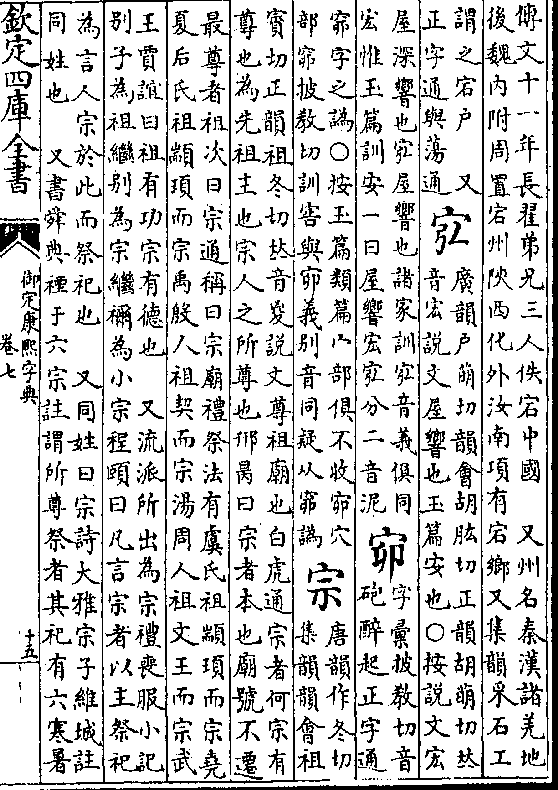 傳文十一年長翟弟兄三人佚宕中國　又州名秦漢諸羌地
後魏内附周置宕州陜西化外汝南項有宕鄉又集韻采石工
謂之宕户　又
正字通與蕩通
宖
廣韻户萌切韻會胡肱切正韻胡萌切𠀤
音宏説文屋響也玉篇安也○按説文宏
屋深響也宖屋響也諸家訓宖音義俱同
宏惟玉篇訓安一曰屋響宏宖分二音泥
窌
字彙披教切音
砲醉起正字通
窌字之譌○按玉篇類篇宀部俱不收窌穴
部窌披教切訓窖與窌義别音同疑从窌譌
宗
唐韻作冬切
集韻韻會祖
賨切正韻祖冬切𠀤音㚇説文尊祖廟也白虎通宗者何宗有
尊也為先祖主也宗人之所尊也邢昺曰宗者本也廟號不遷
最尊者祖次曰宗通稱曰宗廟禮祭法有虞氏祖顓頊而宗堯
夏后氏祖顓頊而宗禹殷人祖契而宗湯周人祖文王而宗武
王賈誼曰祖有功宗有德也　又流派所出為宗禮喪服小記
别子為祖繼别為宗繼禰為小宗程頤曰凡言宗者以主祭祀
為言人宗於此而祭祀也　又同姓曰宗詩大雅宗子維城註
同姓也　又書舜典禋于六宗註謂所尊祭者其祀有六寒暑
欽定四庫全書
御定康熙字典
卷七
十五